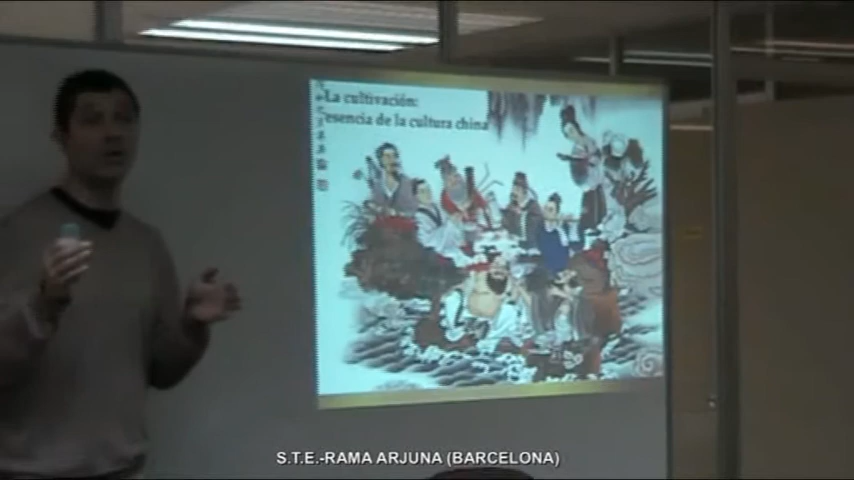 La cultivación:
esencia de la cultura china
S.T.E.-RAMA ARJUNA (BARCELONA)